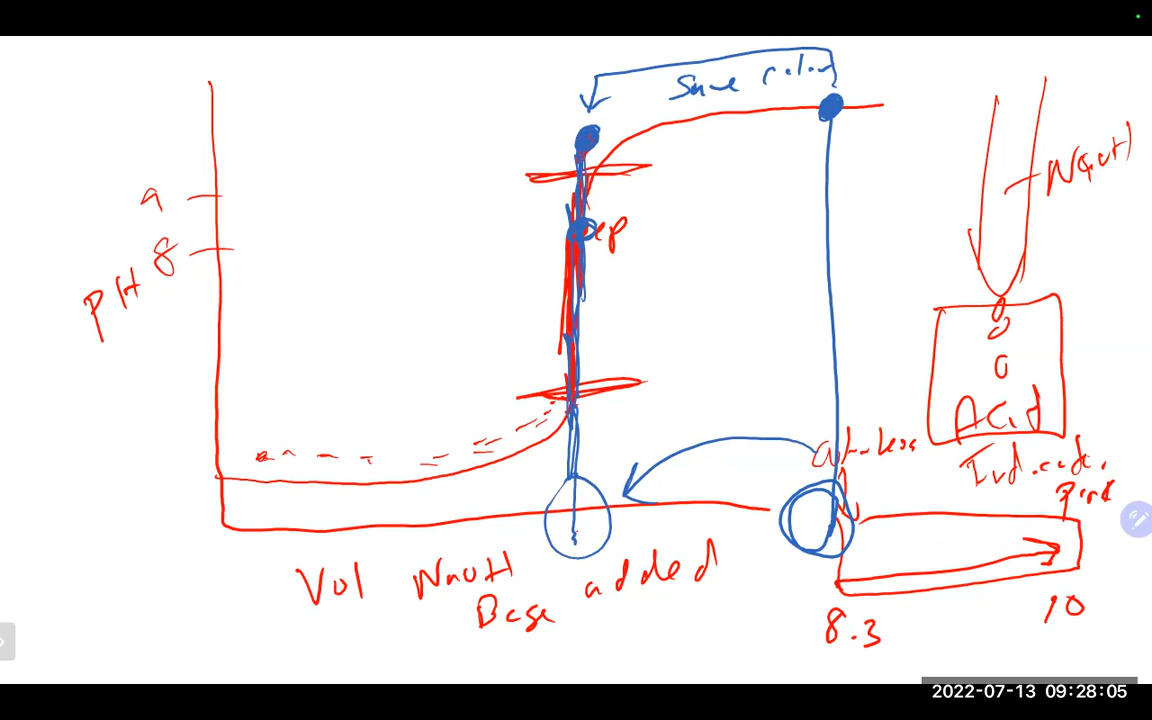 Same color
9
NaOH
ep
8
PH
Acid
colorless
Indicator
Pink
Vol NaOH added
Base
8.3
10
2022-07-13 09:28:05